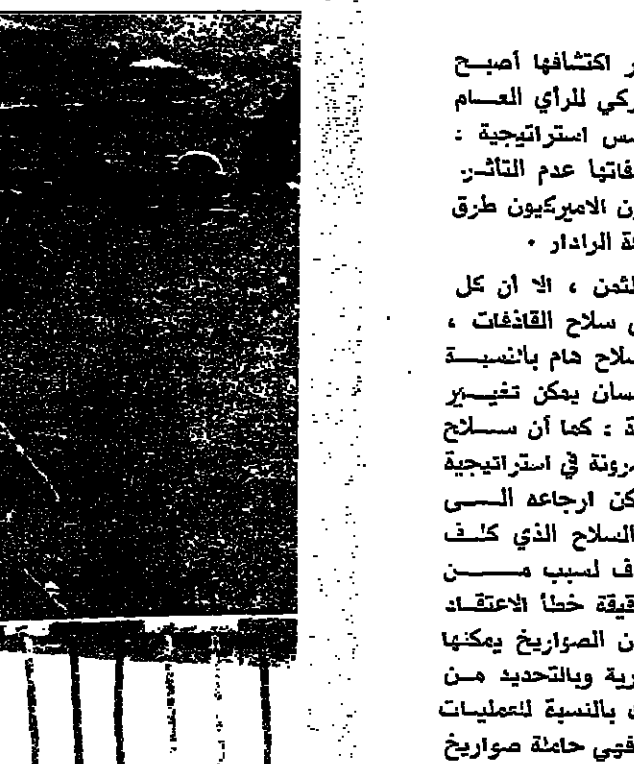 ر اكتشافها أصبح
ركي للرأي العام
سس استراتيجية :
فاتها عدم التأثر
ون الاميركيون طرق
ة الرادار .
لثمن ، الا أن كل
ي سلاح القاذفات ،
سلاح هام بالنسبة
سان يمكن تغيير
ة : كما أن سلاح
رونة في استراتيجية
كن ارجاعه الى
السلاح الذي كلف
ف لسبب من
قيقة خطأ الاعتقاد
ن الصواريخ يمكنها
رية وبالتحديد من
بالنسبة للعمليات
فهي حاملة صواريخ